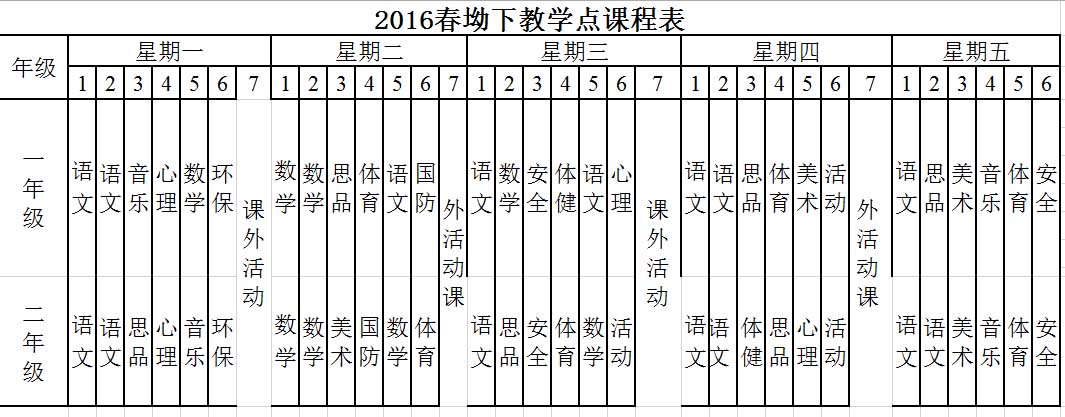 2016春坳下教学点课程表
年级 星期一 星期二 星期三 星期四 星期五
1 2 3 4 5 6 7 1 2 3 4 5 6 7 1 2 3 4 5 6 7 1 2 3 4 5 6 7 1 2 3 4 5 6
一年级 语文 语文 音乐 心理 数学 环保 课外活动 数学 数学 思品 体育 语文 国防 外活动课 语文 数学 安全 体健 语文 心理 课外活动 语文 语文 思品 体育 美术 活动 外活动课 语文 思品 美术 音乐 体育 安全
二年级 语文 语文 思品 心理 音乐 环保 数学 数学 美术 国防 数学 体育 语文 思品 安全 体育 数学 活动 语文 语文 体健 思品 心理 活动 语文 语文 美术 音乐 体育 安全